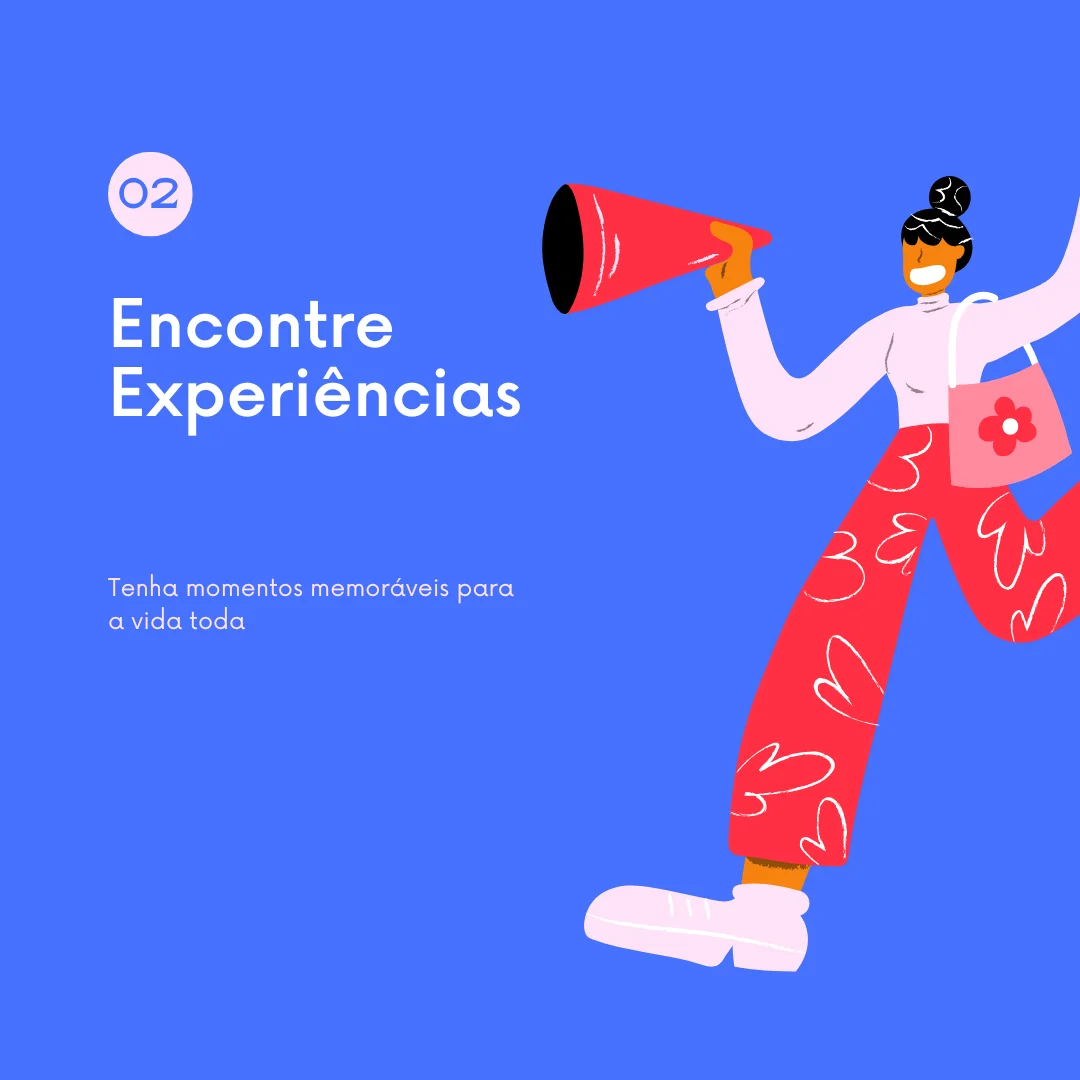 02
Encontre
Experiências
Tenha momentos memoráveis para
a vida toda